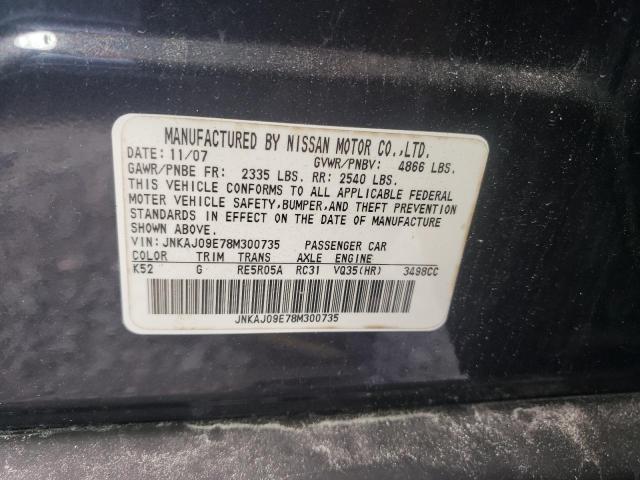 MANUFACTURED BY NISSAN MOTOR CO.,LTD.
DATE: 11/07 GVWR/PNBV: 4866 LBS.
GAWR/PNBE FR: 2335 LBS. RR: 2540 LBS.
THIS VEHICLE CONFORMS TO ALL APPLICABLE FEDERAL
MOTOR VEHICLE SAFETY, BUMPER, AND THEFT PREVENTION
STANDARDS IN EFFECT ON THE DATE OF MANUFACTURE
SHOWN ABOVE.
VIN: JNKAJ09E78M300735 PASSENGER CAR
COLOR TRIM TRANS AXLE ENGINE
K52 G RE5R05A RC31 VQ35(HR) 3498CC
JNKAJ09E78M300735